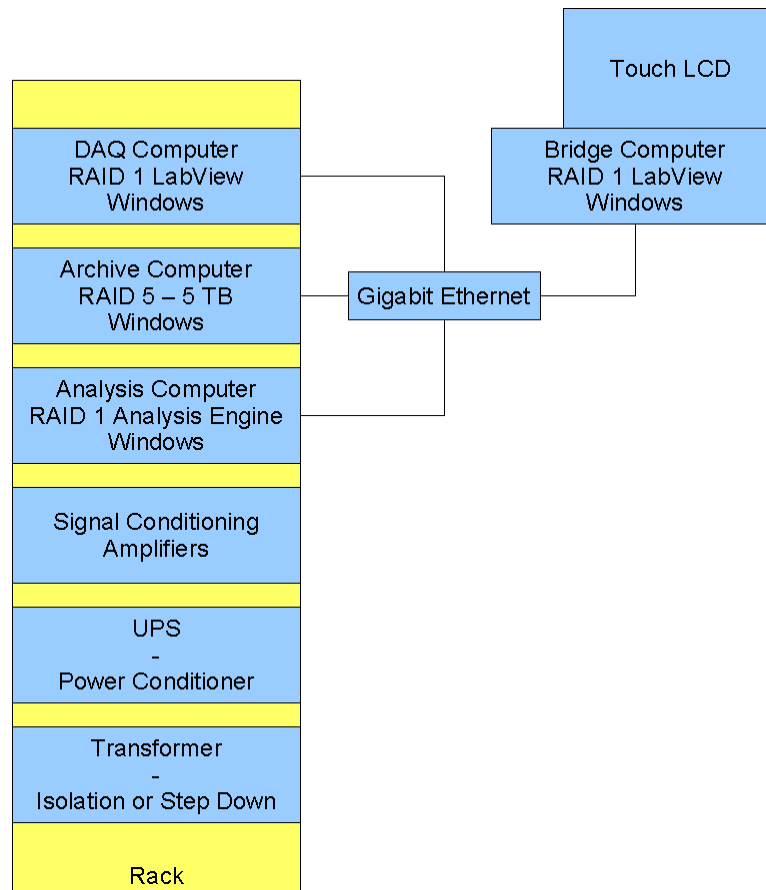 Touch LCD
DAQ Computer
RAID 1 LabView
Windows
Bridge Computer
RAID 1 LabView
Windows
Archive Computer
RAID 5 – 5 TB
Windows
Gigabit Ethernet
Analysis Computer
RAID 1 Analysis Engine
Windows
Signal Conditioning
Amplifiers
UPS
-
Power Conditioner
Transformer
-
Isolation or Step Down
Rack